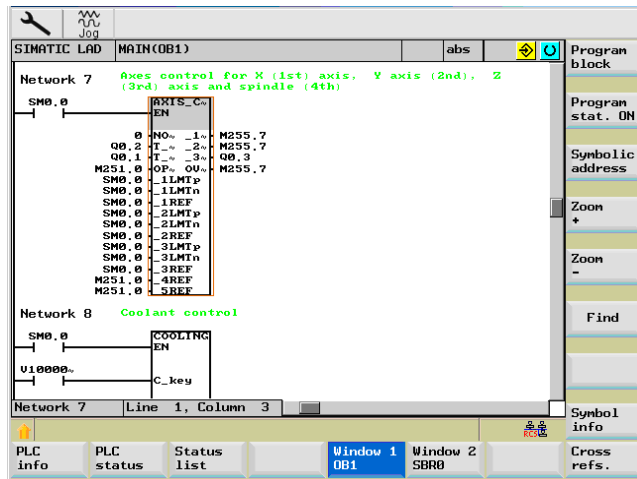 Jog
SIMATIC LAD MAIN(OB1) abs
Program block
Network 7 Axes control for X (1st) axis, Y axis (2nd), Z
(3rd) axis and spindle (4th)
SM0.0 AXIS_C~
EN
Program stat. ON
0 NO~ _1~ M255.7
Q0.2 T_~ _2~ M255.7
Q0.1 T_~ _3~ Q0.3
M251.0 OP~ OV~ M255.7
SM0.0 _1LMTp
SM0.0 _1LMTn
SM0.0 _1REF
SM0.0 _2LMTp
SM0.0 _2LMTn
SM0.0 _2REF
SM0.0 _3LMTp
SM0.0 _3LMTn
SM0.0 _3REF
M251.0 _4REF
M251.0 _5REF
Symbolic address
Zoom
+
Zoom
-
Network 8 Coolant control
SM0.0 COOLING
EN
V10000~
C_key
Find
Network 7 Line 1, Column 3
Symbol info
RCS
PLC info
PLC status
Status list
Window 1 OB1
Window 2 SBR0
Cross refs.